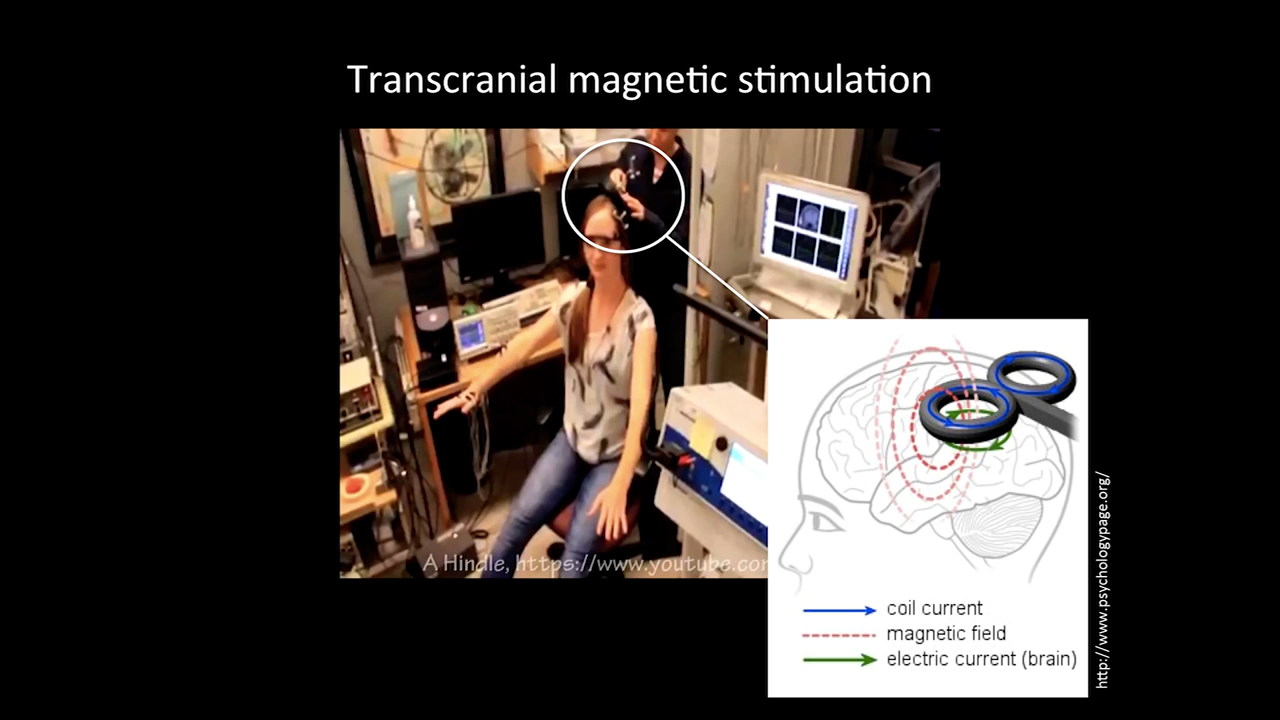 Transcranial magnetic stimulation
A Hindle, https://www.youtube.com
coil current
magnetic field
electric current (brain)
http://www.psychologypage.org/